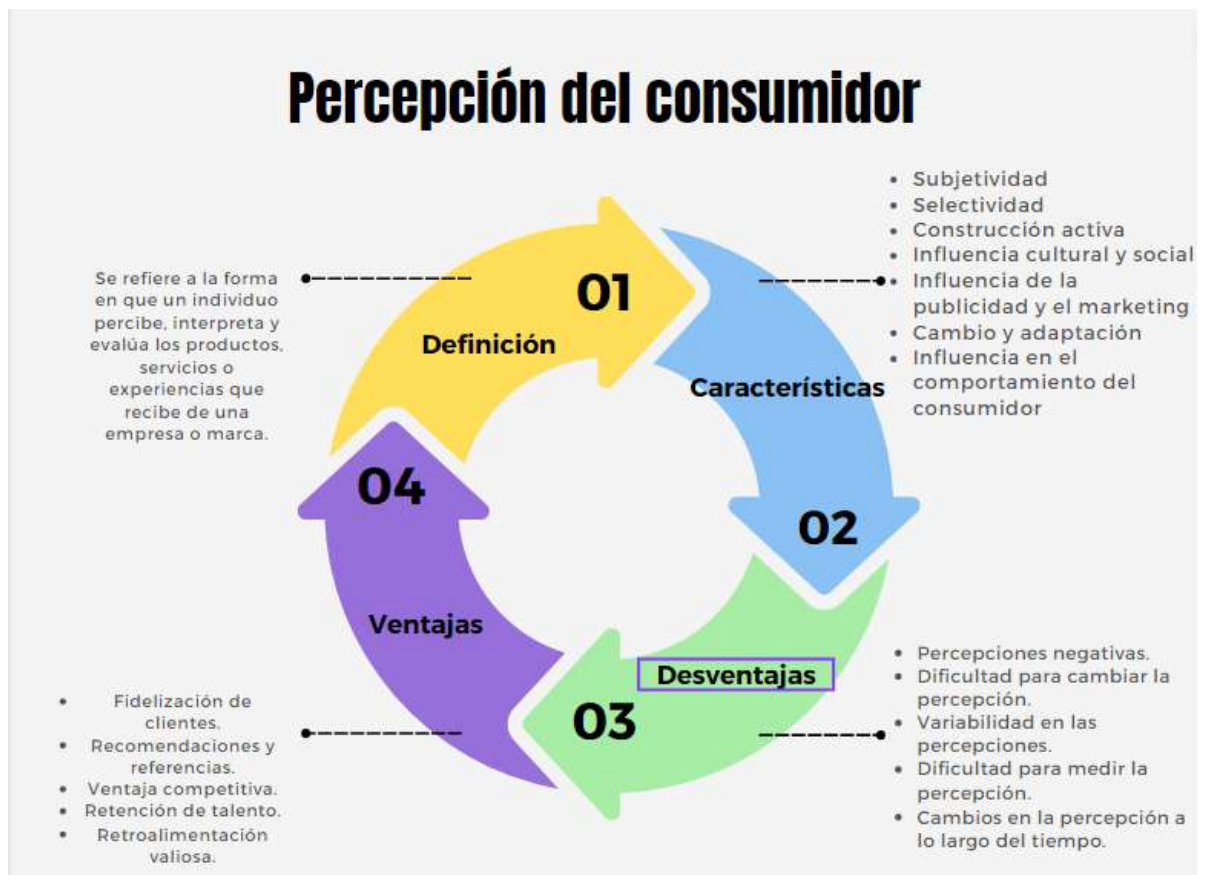 Percepción del consumidor
01
Definición
Se refiere a la forma
en que un individuo
percibe, interpreta y
evalúa los productos,
servicios o
experiencias que
recibe de una
empresa o marca.
Características
02
• Subjetividad
• Selectividad
• Construcción activa
• Influencia cultural y social
• Influencia de la
publicidad y el marketing
• Cambio y adaptación
• Influencia en el
comportamiento del
consumidor
Desventajas
03
• Percepciones negativas.
• Dificultad para cambiar la
percepción.
• Variabilidad en las
percepciones.
• Dificultad para medir la
percepción.
• Cambios en la percepción a
lo largo del tiempo.
04
Ventajas
• Fidelización de
clientes.
• Recomendaciones y
referencias.
• Ventaja competitiva.
• Retención de talento.
• Retroalimentación
valiosa.